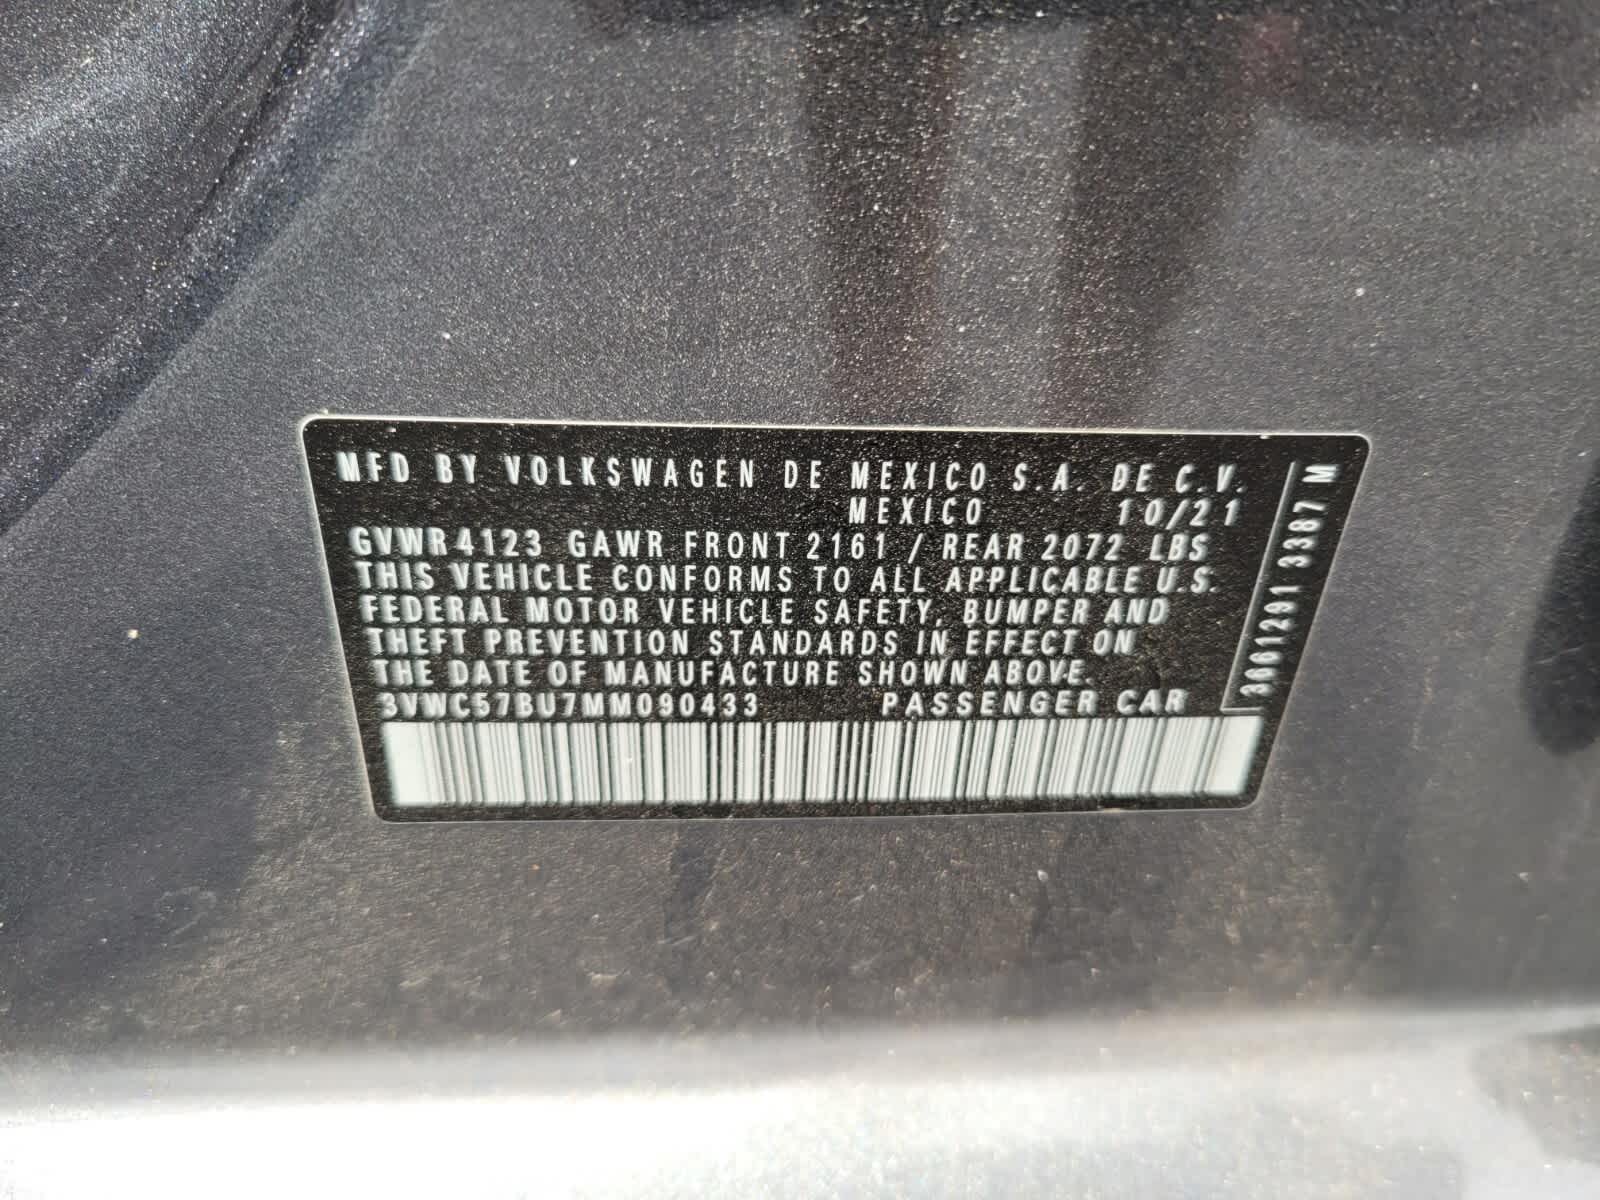 MFD BY VOLKSWAGEN DE MEXICO S.A. DE C.V.
MEXICO 10/21
GVWR 4123 GAWR FRONT 2161 / REAR 2072 LBS
THIS VEHICLE CONFORMS TO ALL APPLICABLE U.S.
FEDERAL MOTOR VEHICLE SAFETY, BUMPER AND
THEFT PREVENTION STANDARDS IN EFFECT ON
THE DATE OF MANUFACTURE SHOWN ABOVE.
3VWC57BU7MM090433 PASSENGER CAR
3061291 3387 M